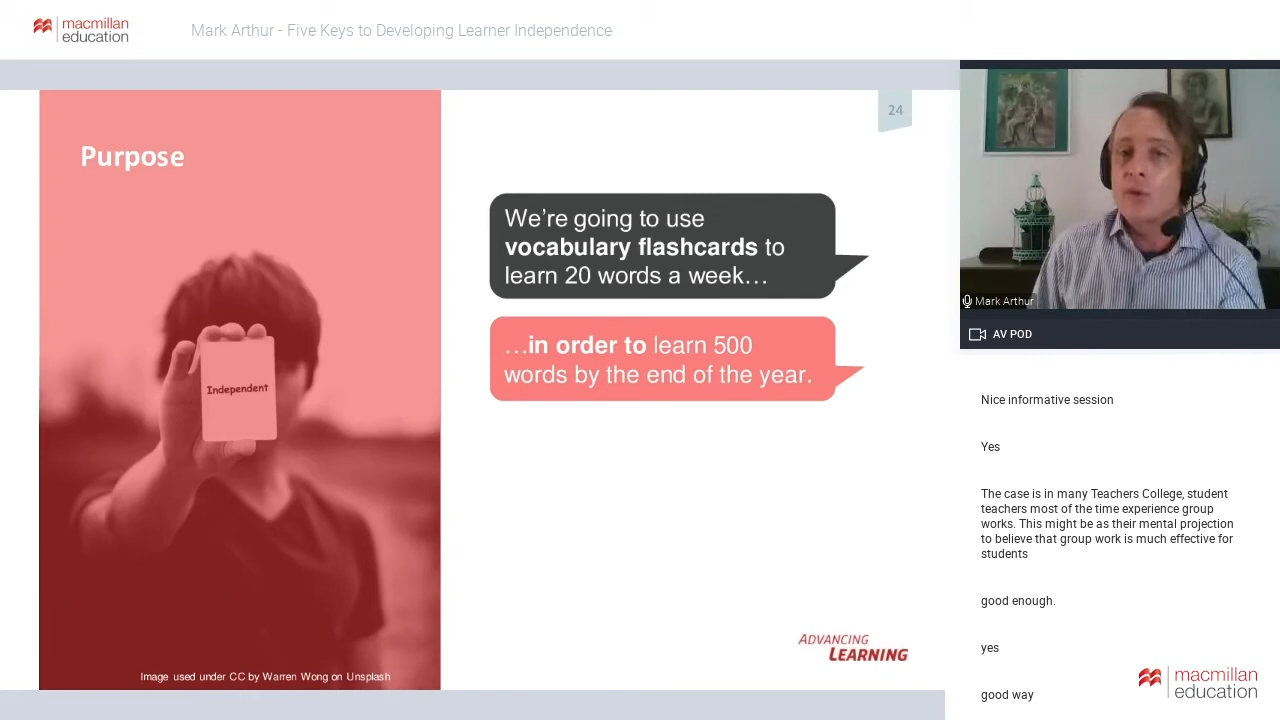 macmillan
education
Mark Arthur - Five Keys to Developing Learner Independence
24
Purpose
We're going to use
vocabulary flashcards to
learn 20 words a week…
…in order to learn 500
words by the end of the year.
Independent
Image used under CC by Warren Wong on Unsplash
ADVANCING
LEARNING
Mark Arthur
AV POD
Nice informative session
Yes
The case is in many Teachers College, student
teachers most of the time experience group
works. This might be as their mental projection
to believe that group work is much effective for
students
good enough.
yes
good way
macmillan
education